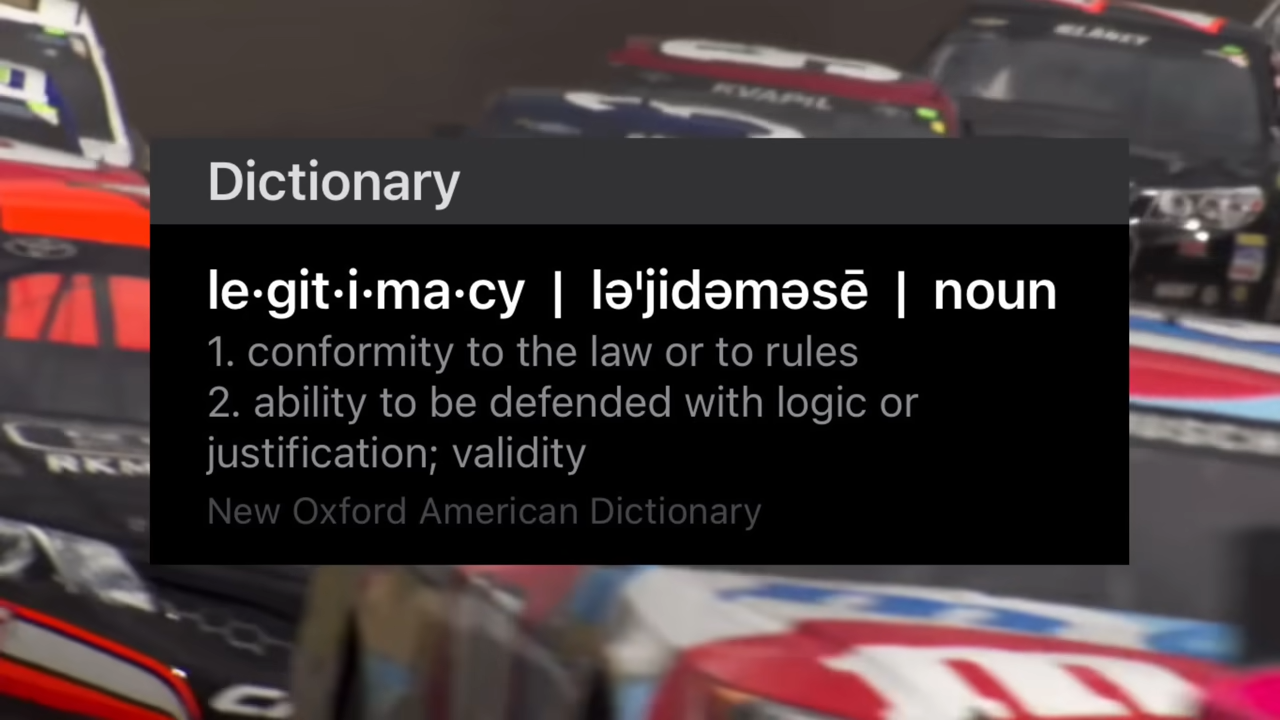 KVAPIL
Dictionary
le·git·i·ma·cy | ləˈjidəməsē | noun
1. conformity to the law or to rules
2. ability to be defended with logic or
justification; validity
New Oxford American Dictionary